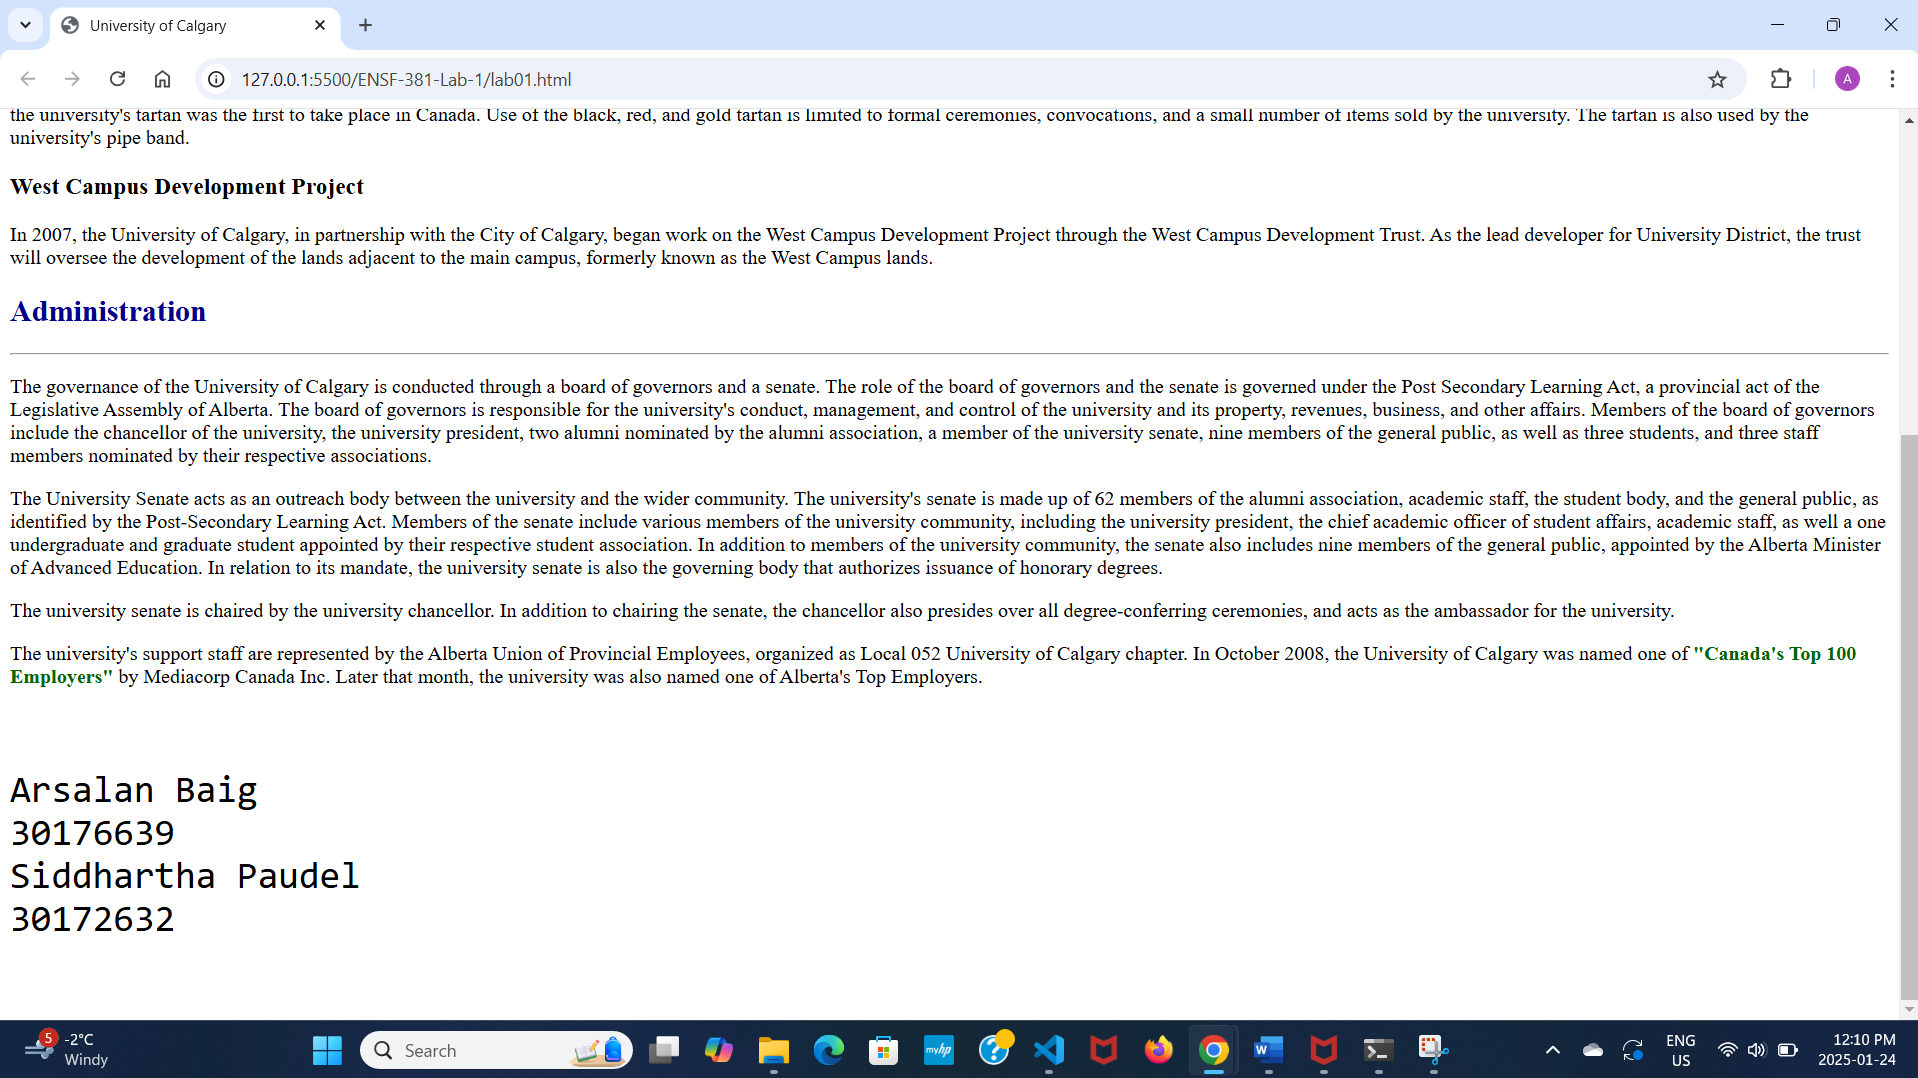 University of Calgary
127.0.0.1:5500/ENSF-381-Lab-1/lab01.html
A
the university's tartan was the first to take place in Canada. Use of the black, red, and gold tartan is limited to formal ceremonies, convocations, and a small number of items sold by the university. The tartan is also used by the
university's pipe band.
West Campus Development Project
In 2007, the University of Calgary, in partnership with the City of Calgary, began work on the West Campus Development Project through the West Campus Development Trust. As the lead developer for University District, the trust
will oversee the development of the lands adjacent to the main campus, formerly known as the West Campus lands.
Administration
The governance of the University of Calgary is conducted through a board of governors and a senate. The role of the board of governors and the senate is governed under the Post Secondary Learning Act, a provincial act of the
Legislative Assembly of Alberta. The board of governors is responsible for the university's conduct, management, and control of the university and its property, revenues, business, and other affairs. Members of the board of governors
include the chancellor of the university, the university president, two alumni nominated by the alumni association, a member of the university senate, nine members of the general public, as well as three students, and three staff
members nominated by their respective associations.
The University Senate acts as an outreach body between the university and the wider community. The university's senate is made up of 62 members of the alumni association, academic staff, the student body, and the general public, as
identified by the Post-Secondary Learning Act. Members of the senate include various members of the university community, including the university president, the chief academic officer of student affairs, academic staff, as well a one
undergraduate and graduate student appointed by their respective student association. In addition to members of the university community, the senate also includes nine members of the general public, appointed by the Alberta Minister
of Advanced Education. In relation to its mandate, the university senate is also the governing body that authorizes issuance of honorary degrees.
The university senate is chaired by the university chancellor. In addition to chairing the senate, the chancellor also presides over all degree-conferring ceremonies, and acts as the ambassador for the university.
The university's support staff are represented by the Alberta Union of Provincial Employees, organized as Local 052 University of Calgary chapter. In October 2008, the University of Calgary was named one of "Canada's Top 100
Employers" by Mediacorp Canada Inc. Later that month, the university was also named one of Alberta's Top Employers.
Arsalan Baig
30176639
Siddhartha Paudel
30172632
5
-2°C
Windy
Search
myhp
ENG
US
12:10 PM
2025-01-24